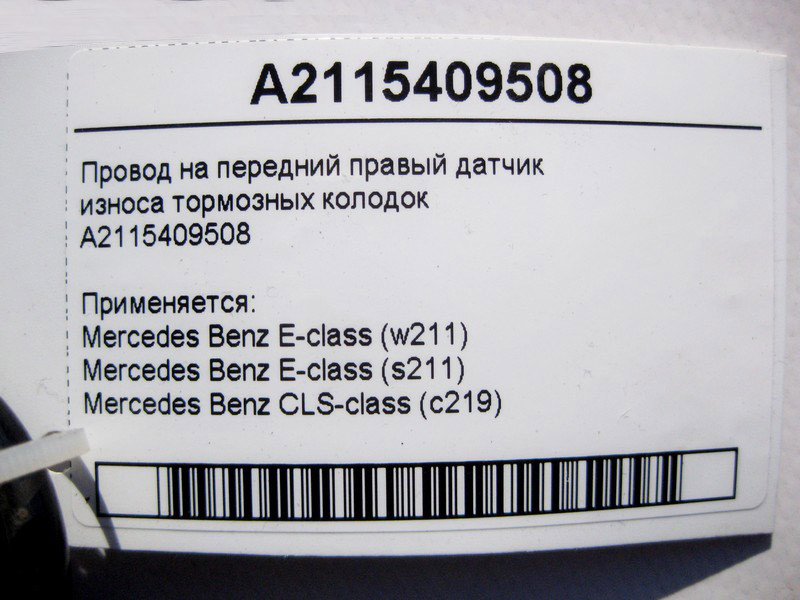 A2115409508
Провод на передний правый датчик
износа тормозных колодок
A2115409508
Применяется:
Mercedes Benz E-class (w211)
Mercedes Benz E-class (s211)
Mercedes Benz CLS-class (c219)